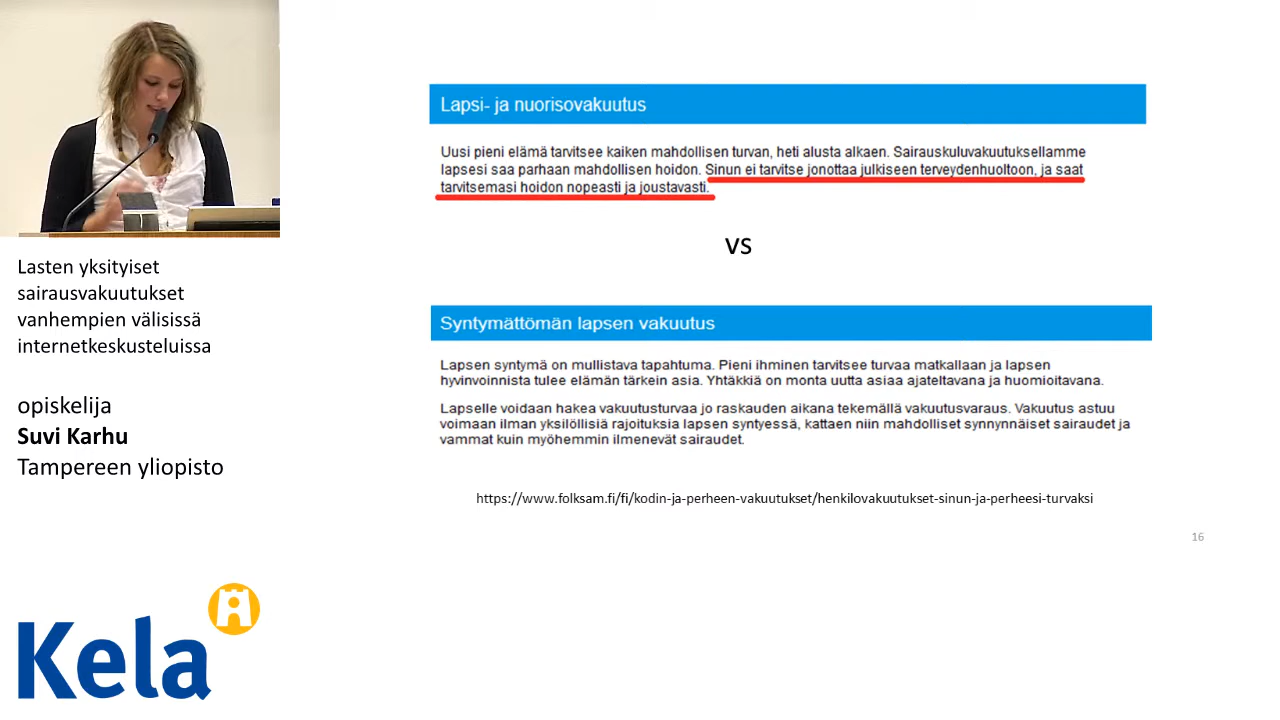 Lapsi- ja nuorisovakuutus
Uusi pieni elämä tarvitsee kaiken mahdollisen turvan, heti alusta alkaen. Sairauskuluvakuutuksellamme
lapsesi saa parhaan mahdollisen hoidon. Sinun ei tarvitse jonottaa julkiseen terveydenhuoltoon, ja saat
tarvitsemasi hoidon nopeasti ja joustavasti.
vs
Syntymättömän lapsen vakuutus
Lapsen syntymä on mullistava tapahtuma. Pieni ihminen tarvitsee turvaa matkallaan ja lapsen
hyvinvoinnista tulee elämän tärkein asia. Yhtäkkiä on monta uutta asiaa ajateltavana ja huomioitavana.
Lapselle voidaan hakea vakuutusturvaa jo raskauden aikana tekemällä vakuutusvaraus. Vakuutus astuu
voimaan ilman yksilöllisiä rajoituksia lapsen syntyessä, kattaen niin mahdolliset synnynnäiset sairaudet ja
vammat kuin myöhemmin ilmenevät sairaudet.
https://www.folksam.fi/fi/kodin-ja-perheen-vakuutukset/henkilovakuutukset-sinun-ja-perheesi-turvaksi
16
Lasten yksityiset
sairausvakuutukset
vanhempien välisissä
internetkeskusteluissa
opiskelija
Suvi Karhu
Tampereen yliopisto
Kela